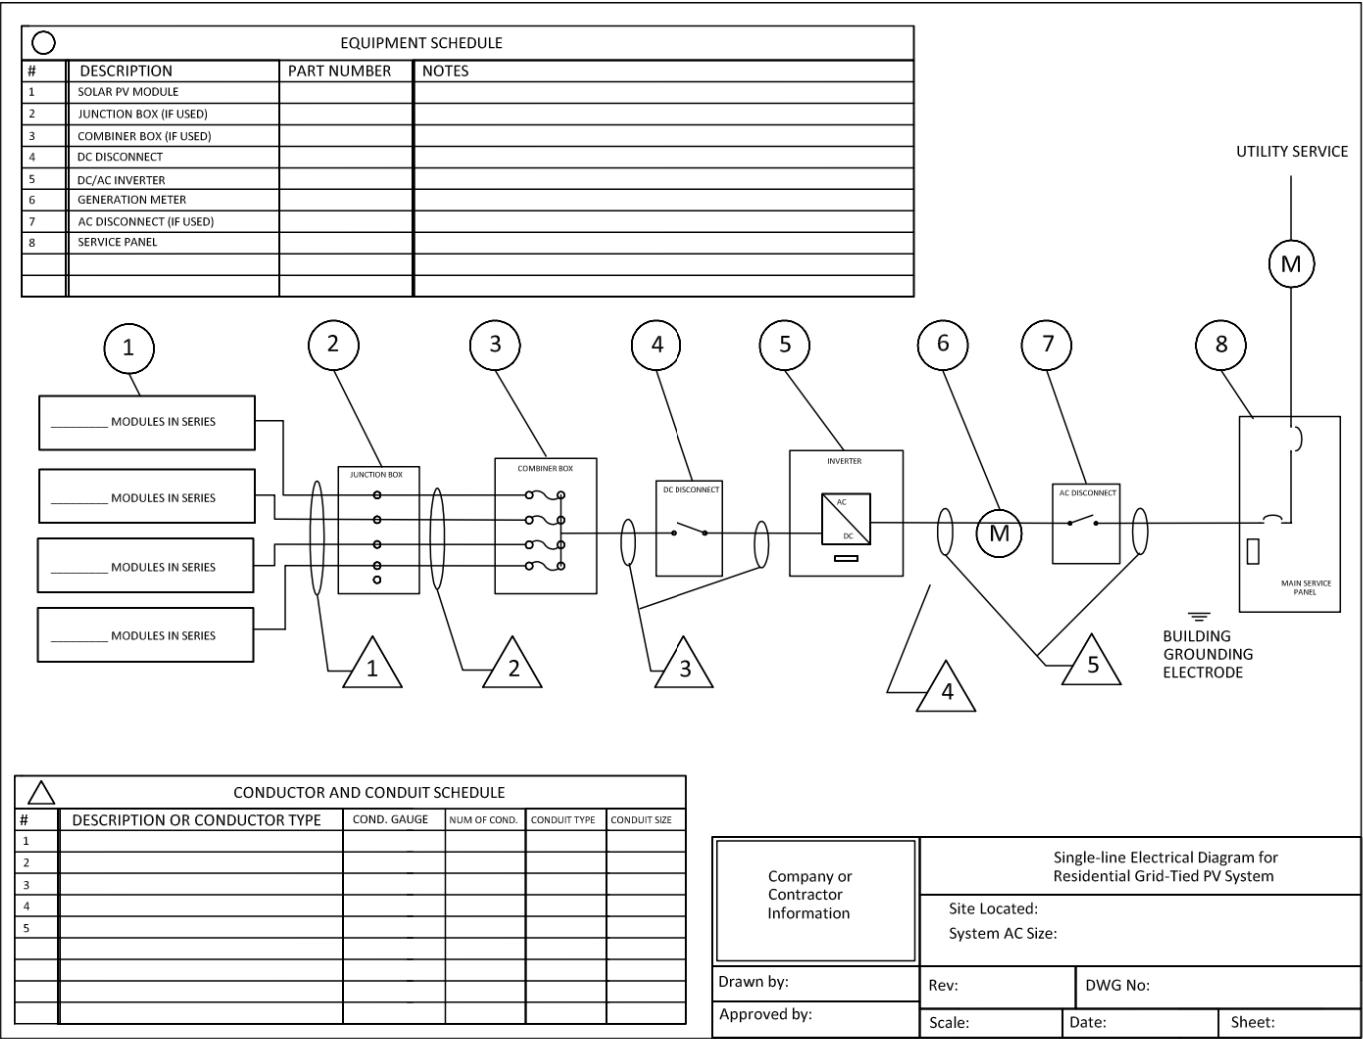 EQUIPMENT SCHEDULE
# DESCRIPTION PART NUMBER NOTES
1 SOLAR PV MODULE
2 JUNCTION BOX (IF USED)
3 COMBINER BOX (IF USED)
4 DC DISCONNECT
5 DC/AC INVERTER
6 GENERATION METER
7 AC DISCONNECT (IF USED)
8 SERVICE PANEL
UTILITY SERVICE
M
1 2 3 4 5 6 7 8
________ MODULES IN SERIES
________ MODULES IN SERIES
________ MODULES IN SERIES
________ MODULES IN SERIES
JUNCTION BOX
COMBINER BOX
DC DISCONNECT
INVERTER
AC
DC
M
AC DISCONNECT
MAIN SERVICE
PANEL
BUILDING
GROUNDING
ELECTRODE
1 2 3 4 5
CONDUCTOR AND CONDUIT SCHEDULE
# DESCRIPTION OR CONDUCTOR TYPE COND. GAUGE NUM OF COND. CONDUIT TYPE CONDUIT SIZE
1
2
3
4
5
Company or
Contractor
Information
Single-line Electrical Diagram for
Residential Grid-Tied PV System
Site Located:
System AC Size:
Drawn by:
Rev:
DWG No:
Approved by:
Scale:
Date:
Sheet: